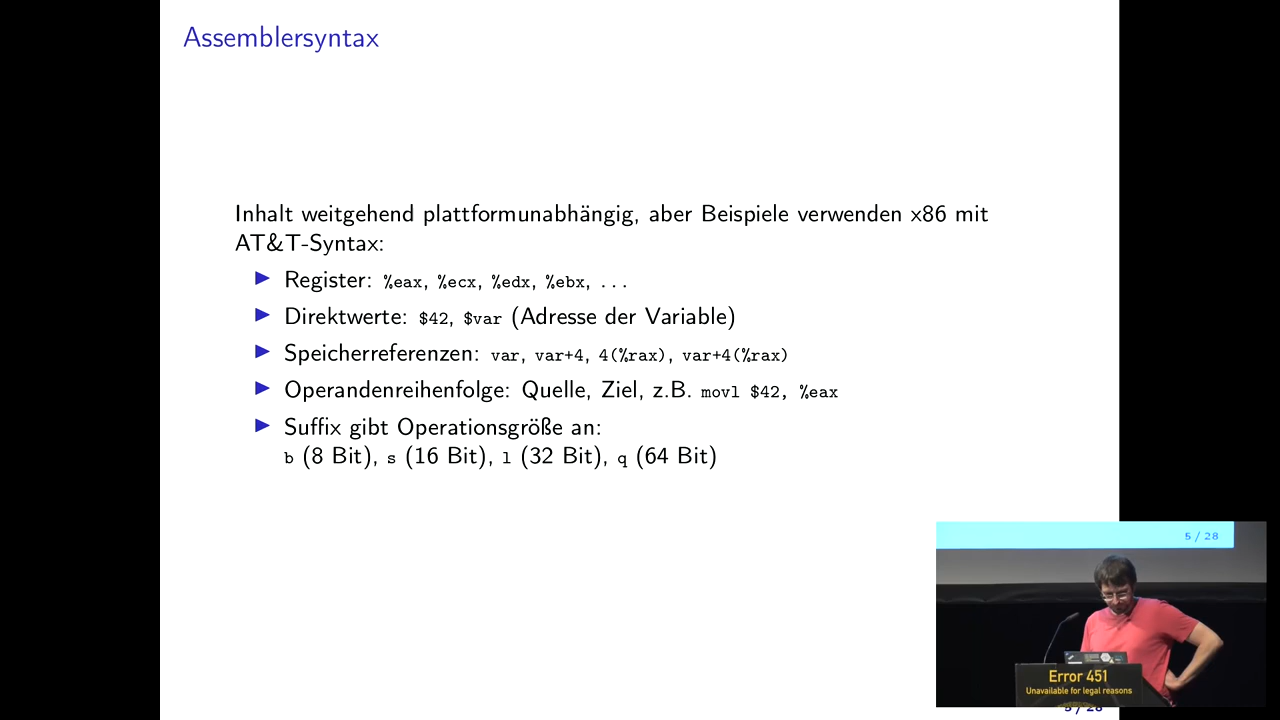 Assemblersyntax
Inhalt weitgehend plattformunabhängig, aber Beispiele verwenden x86 mit
AT&T-Syntax:
▶ Register: %eax, %ecx, %edx, %ebx, ...
▶ Direktwerte: $42, $var (Adresse der Variable)
▶ Speicherreferenzen: var, var+4, 4(%rax), var+4(%rax)
▶ Operandenreihenfolge: Quelle, Ziel, z.B. movl $42, %eax
▶ Suffix gibt Operationsgröße an:
b (8 Bit), s (16 Bit), l (32 Bit), q (64 Bit)
5 / 28
Error 451
Unavailable for legal reasons
5 / 28